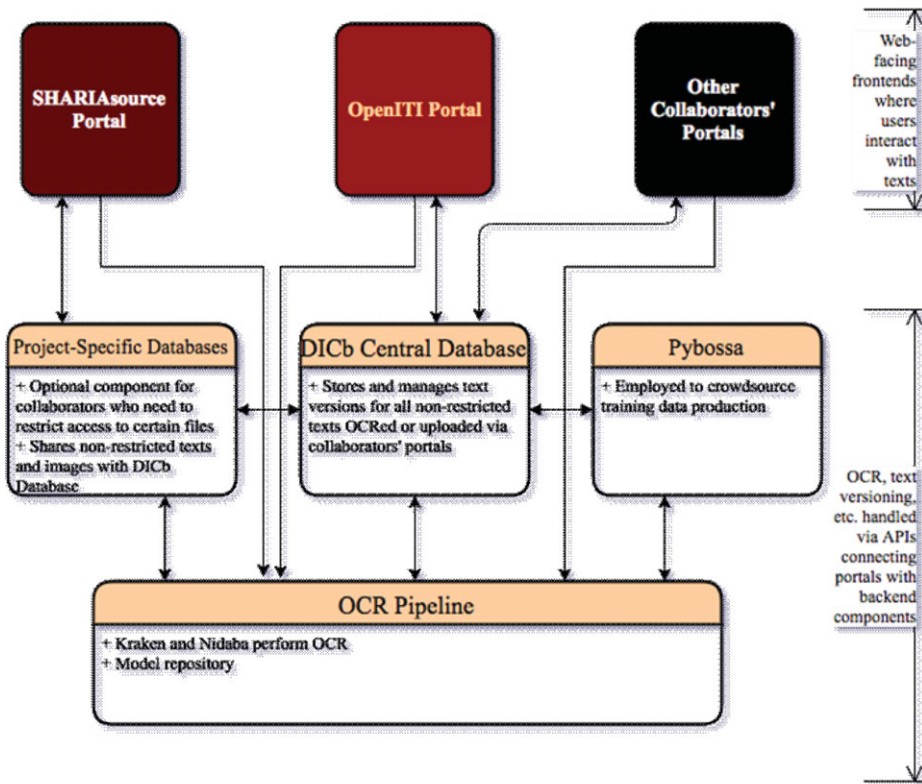 SHARIAsource
Portal
OpenITI Portal
Other
Collaborators'
Portals
Web-
facing
frontends
where
users
interact
with
texts
Project-Specific Databases
+ Optional component for
collaborators who need to
restrict access to certain files
+ Shares non-restricted texts
and images with DICb
Database
DICb Central Database
+ Stores and manages text
versions for all non-restricted
texts OCRed or uploaded via
collaborators' portals
Pybossa
+ Employed to crowdsource
training data production
OCR, text
versioning,
etc. handled
via APIs
connecting
portals with
backend
components
OCR Pipeline
+ Kraken and Nidaba perform OCR
+ Model repository